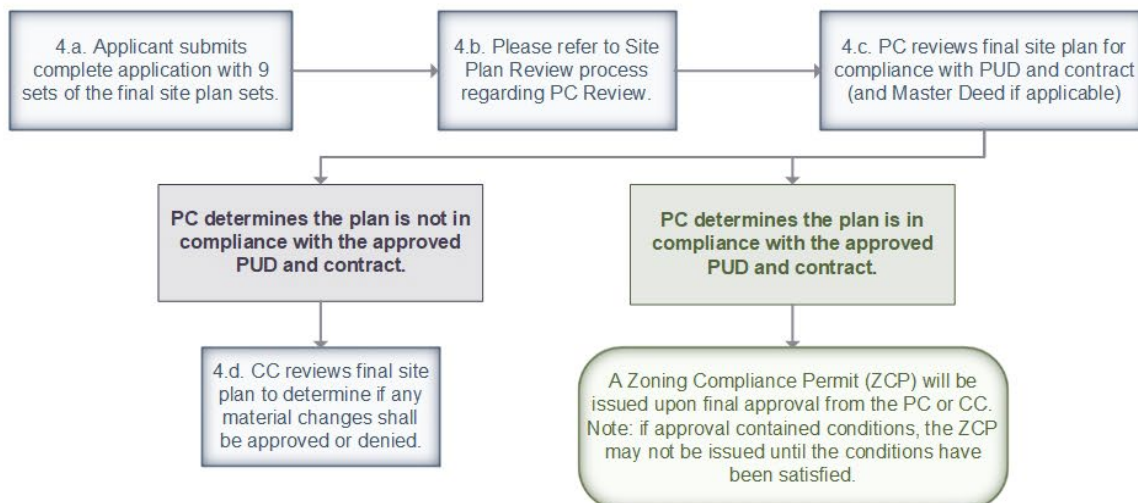 4.a. Applicant submits
complete application with 9
sets of the final site plan sets.
4.b. Please refer to Site
Plan Review process
regarding PC Review.
4.c. PC reviews final site plan for
compliance with PUD and contract
(and Master Deed if applicable)
PC determines the plan is not in
compliance with the approved
PUD and contract.
PC determines the plan is in
compliance with the approved
PUD and contract.
4.d. CC reviews final site
plan to determine if any
material changes shall
be approved or denied.
A Zoning Compliance Permit (ZCP) will be
issued upon final approval from the PC or CC.
Note: if approval contained conditions, the ZCP
may not be issued until the conditions have
been satisfied.